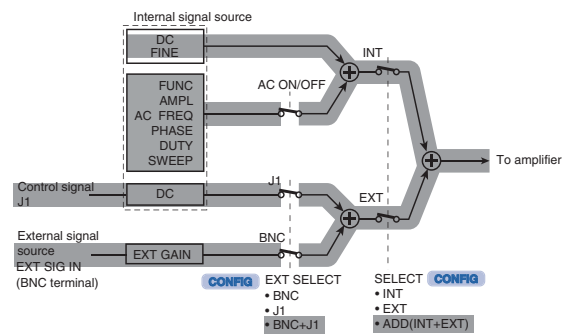 Internal signal source
DC
FINE
INT
FUNC
AMPL
AC FREQ
PHASE
DUTY
SWEEP
AC ON/OFF
To amplifier
Control signal
J1
DC
J1
EXT
External signal
source
EXT SIG IN
(BNC terminal)
EXT GAIN
BNC
CONFIG EXT SELECT
• BNC
• J1
• BNC+J1
SELECT CONFIG
• INT
• EXT
• ADD(INT+EXT)